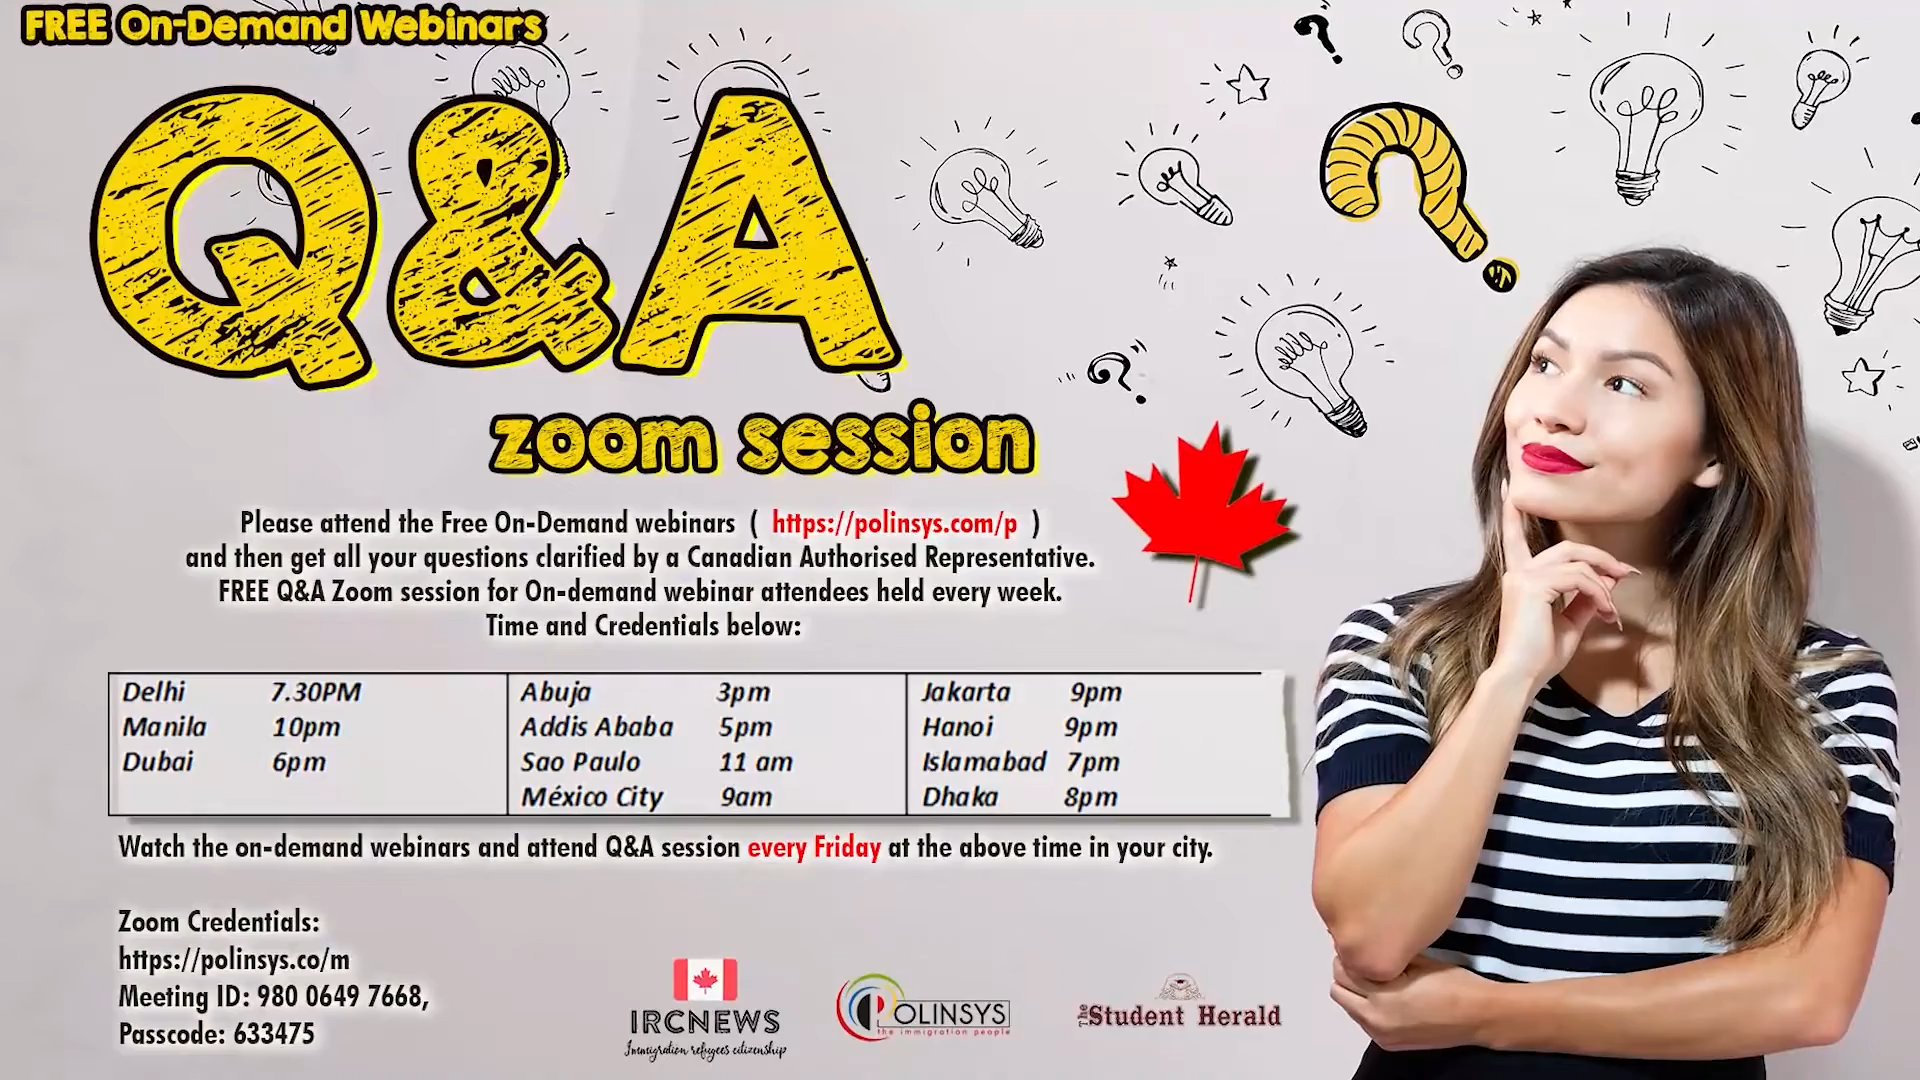 FREE On-Demand Webinars
Q&A
zoom session
Please attend the Free On-Demand webinars ( https://polinsys.com/p )
and then get all your questions clarified by a Canadian Authorised Representative.
FREE Q&A Zoom session for On-demand webinar attendees held every week.
Time and Credentials below:
Delhi 7.30PM
Manila 10pm
Dubai 6pm
Abuja 3pm
Addis Ababa 5pm
Sao Paulo 11 am
México City 9am
Jakarta 9pm
Hanoi 9pm
Islamabad 7pm
Dhaka 8pm
Watch the on-demand webinars and attend Q&A session every Friday at the above time in your city.
Zoom Credentials:
https://polinsys.co/m
Meeting ID: 980 0649 7668,
Passcode: 633475
IRCNEWS
Immigration refugees citizenship
POLINSYS
the immigration people
The Student Herald